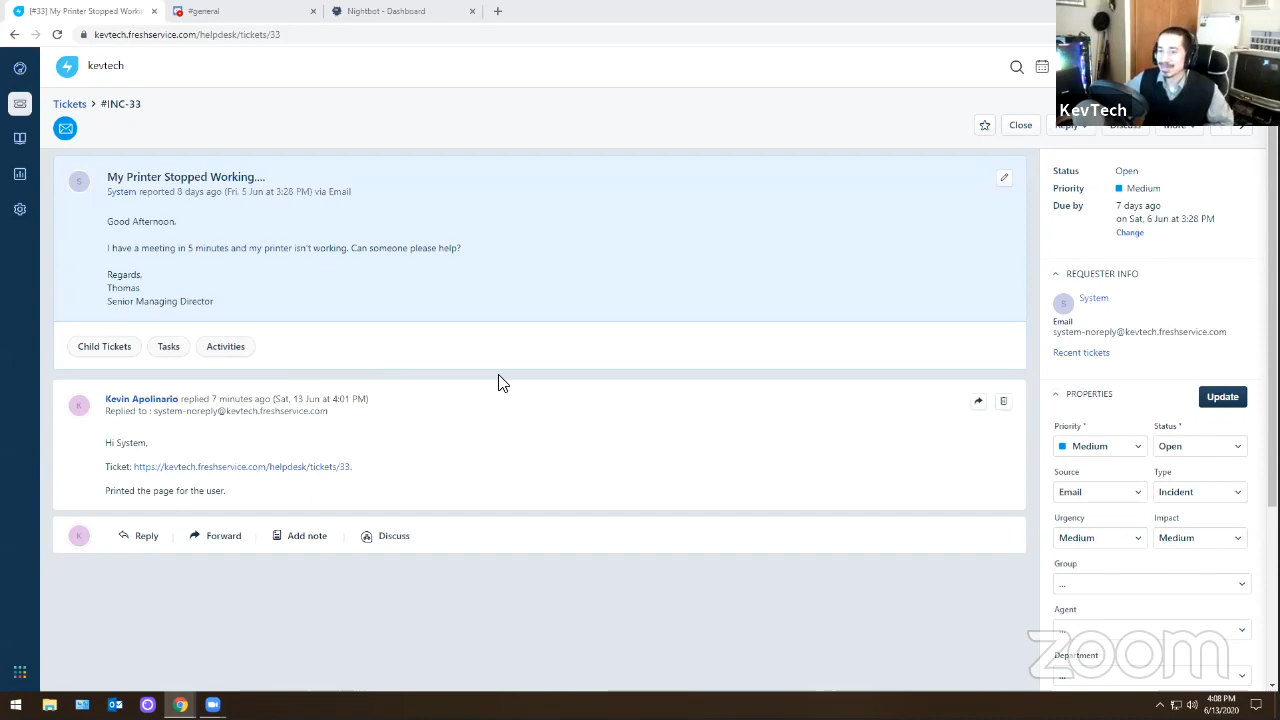 [#33] My Printer Stopped Workin
#general
Nightbot - Dashboard
kevtech.freshservice.com/helpdesk/tickets/33
kevtech
KevTech
Tickets > #INC-33
Close
Reply
Discuss
More
S
My Printer Stopped Working....
System reported 8 days ago (Fri, 5 Jun at 3:28 PM) via Email
Good Afternoon,
I have a meeting in 5 minutes and my printer isn't working. Can someone please help?
Regards,
Thomas
Senior Managing Director
Child Tickets
Tasks
Activities
K
Kevin Apolinario replied 7 minutes ago (Sat, 13 Jun at 4:01 PM)
Replied to : system-noreply@kevtech.freshservice.com
Hi System,
Ticket: https://kevtech.freshservice.com/helpdesk/tickets/33.
Printed the page for the user.
K
Reply
Forward
Add note
Discuss
Status Open
Priority Medium
Due by 7 days ago
on Sat, 6 Jun at 3:28 PM
Change
REQUESTER INFO
S
System
Email
system-noreply@kevtech.freshservice.com
Recent tickets
PROPERTIES
Update
Priority * Status *
Medium Open
Source Type
Email Incident
Urgency Impact
Medium Medium
Group
...
Agent
...
Department
...
zoom
4:08 PM
6/13/2020